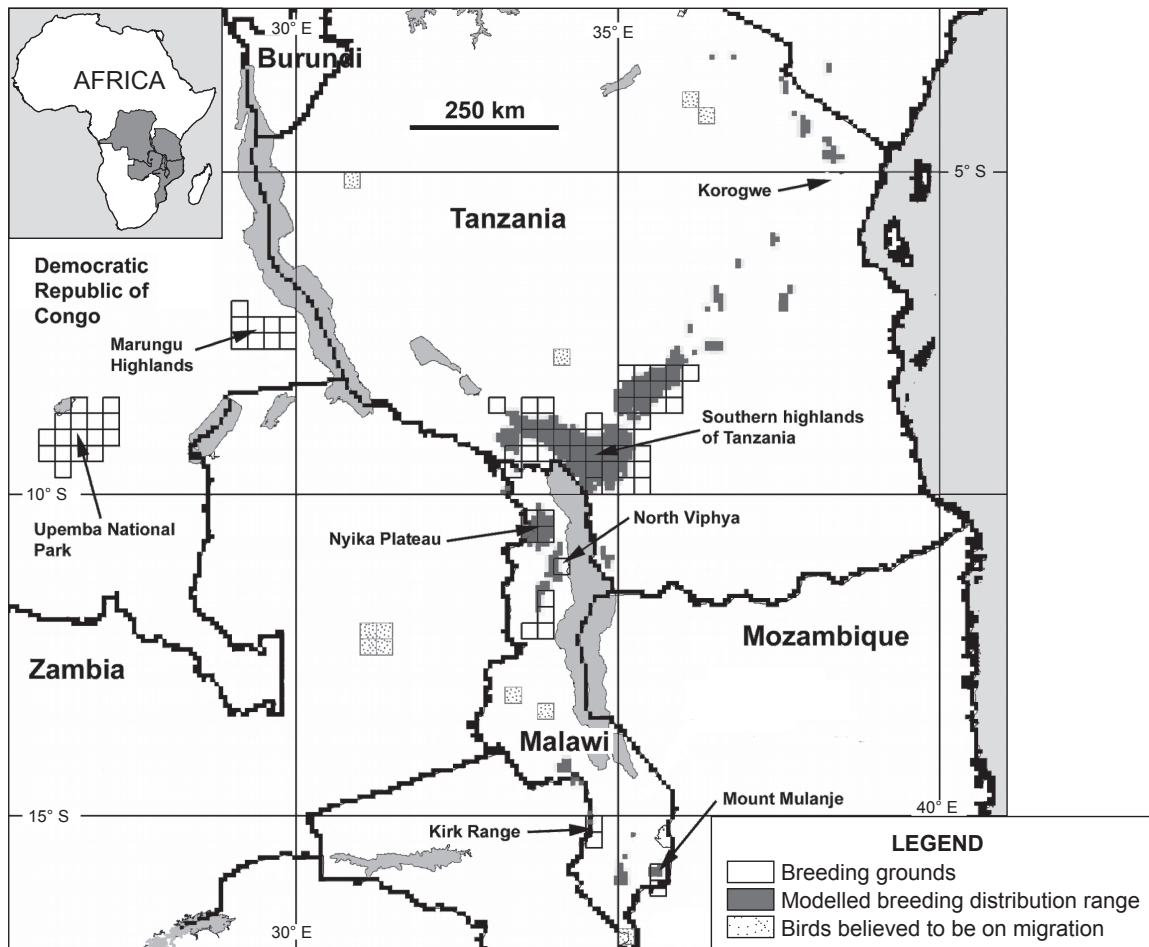 30° E
35° E
Burundi
AFRICA
250 km
Korogwe
5° S
Tanzania
Democratic
Republic of
Congo
Marungu
Highlands
Southern highlands
of Tanzania
10° S
Upemba National
Park
Nyika Plateau
North Viphya
Mozambique
Zambia
Malawi
15° S
Kirk Range
Mount Mulanje
40° E
30° E
LEGEND
Breeding grounds
Modelled breeding distribution range
Birds believed to be on migration